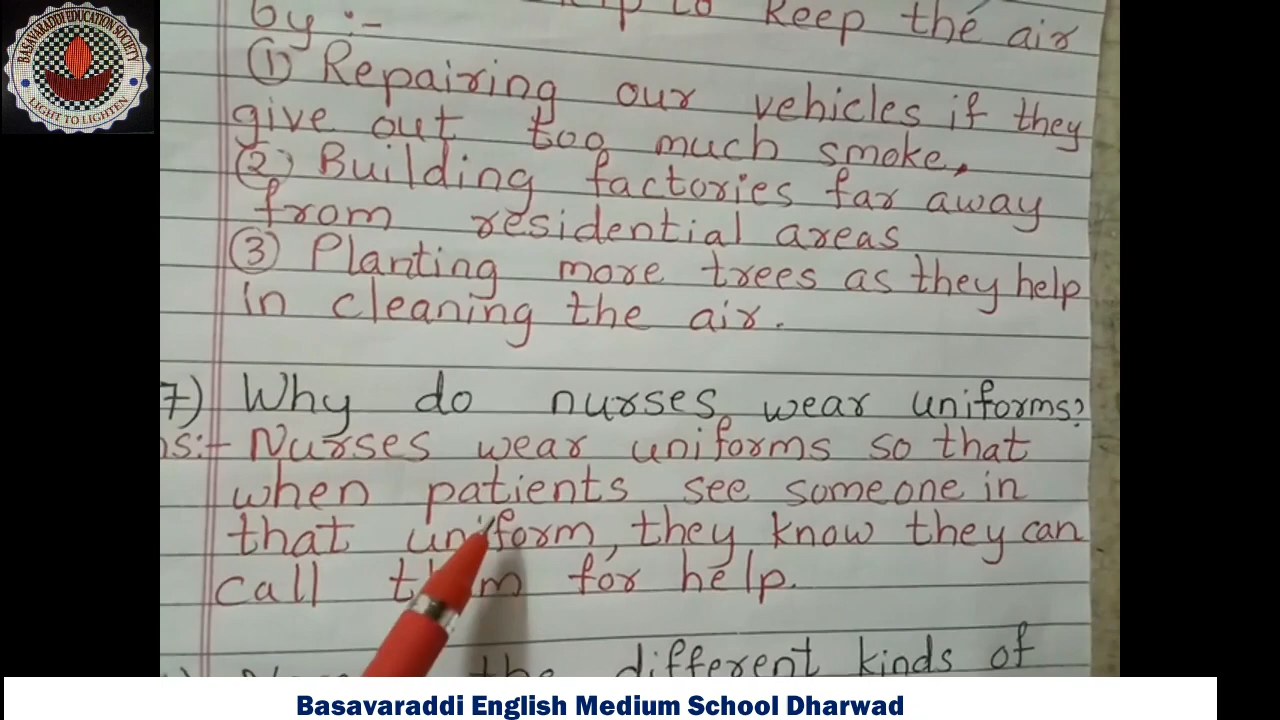 BASAVARADDI EDUCATION SOCIETY
LIGHT TO LIGHTEN
to keep the air
by :-
(1) Repairing our vehicles if they
give out too much smoke,
(2) Building factories far away
from residential areas
(3) Planting more trees as they help
in cleaning the air.
7) Why do nurses wear uniforms?
ns:- Nurses wear uniforms so that
when patients see someone in
that uniform, they know they can
call them for help.
the different kinds of
Basavaraddi English Medium School Dharwad